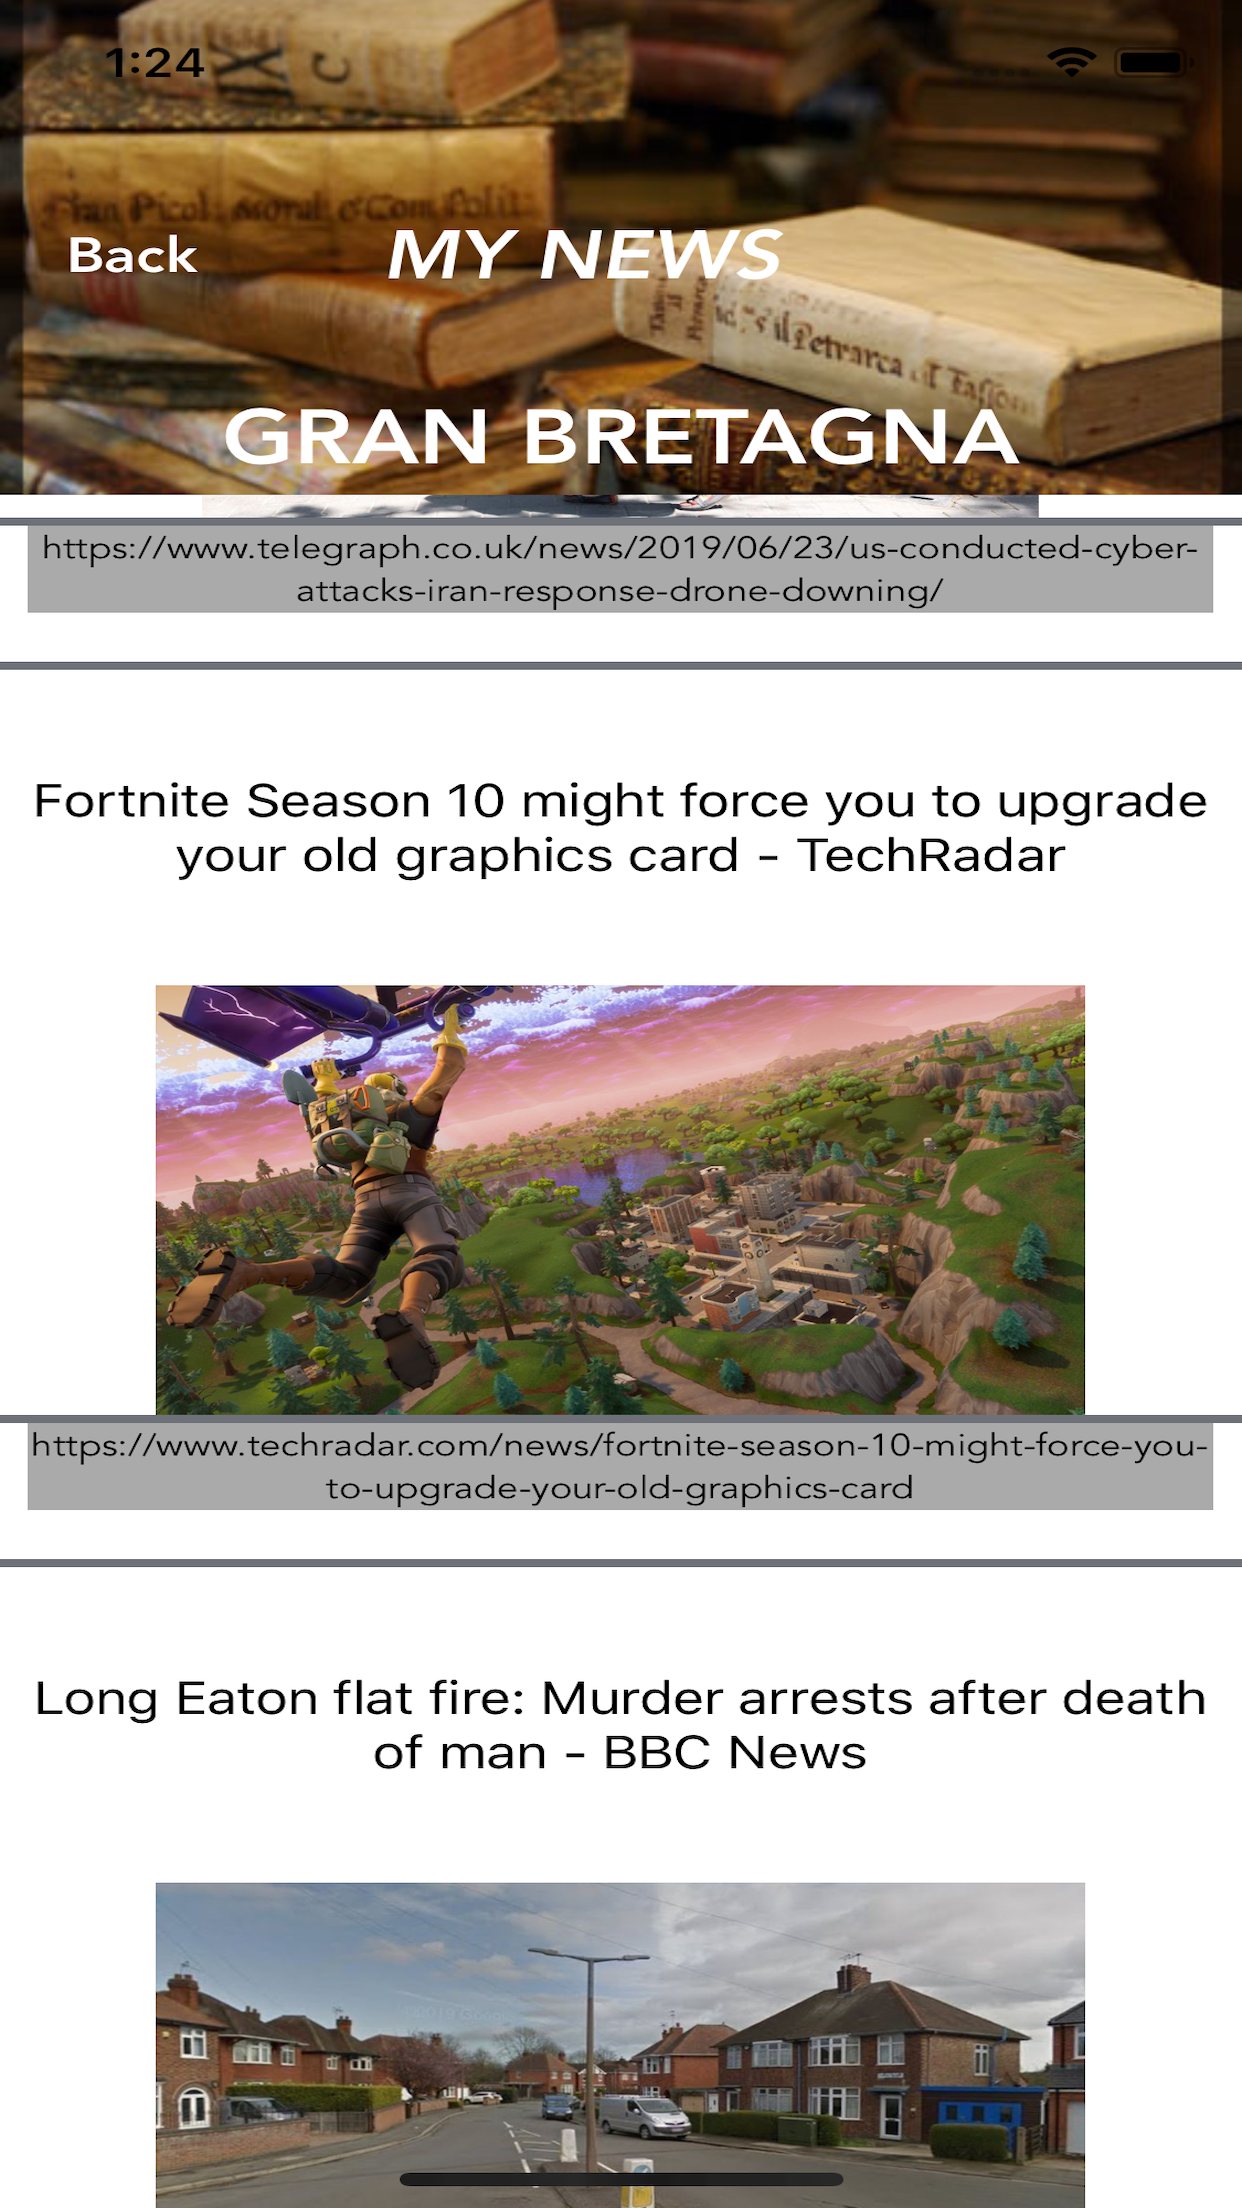 1:24
Back
MY NEWS
GRAN BRETAGNA
https://www.telegraph.co.uk/news/2019/06/23/us-conducted-cyber-
attacks-iran-response-drone-downing/
Fortnite Season 10 might force you to upgrade
your old graphics card - TechRadar
https://www.techradar.com/news/fortnite-season-10-might-force-you-
to-upgrade-your-old-graphics-card
Long Eaton flat fire: Murder arrests after death
of man - BBC News